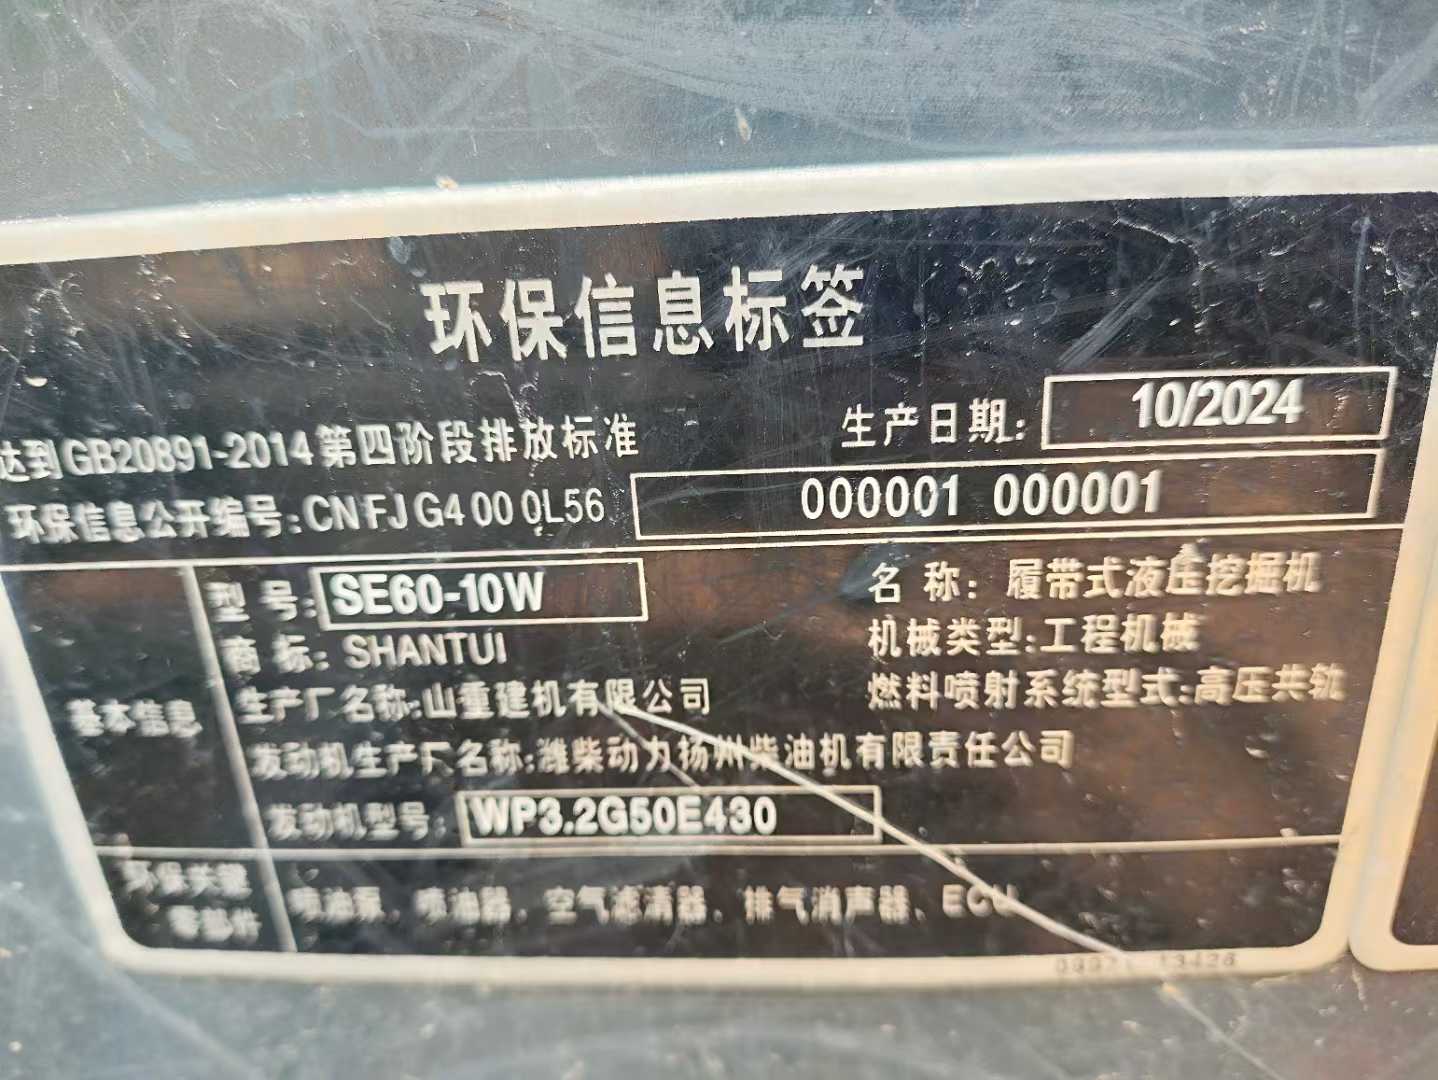 环保信息标签
生产日期: 10/2024
达到GB20891-2014第四阶段排放标准
环保信息公开编号:CN FJ G4 00 0L56 000001 000001
基本信息
型 号: SE60-10W
名 称: 履带式液压挖掘机
商 标: SHANTUI
机械类型:工程机械
生产厂名称:山重建机有限公司
燃料喷射系统型式:高压共轨
发动机生产厂名称:潍柴动力扬州柴油机有限责任公司
发动机型号: WP3.2G50E430
环保关键
零部件
喷油泵、喷油器、空气滤清器、排气消声器、ECU